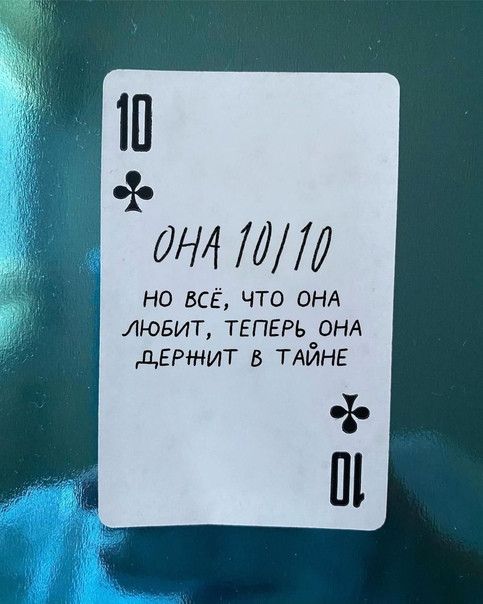 10
ОНА 10/10
НО ВСЁ, ЧТО ОНА
ЛЮБИТ, ТЕПЕРЬ ОНА
ДЕРЖИТ В ТАЙНЕ
10